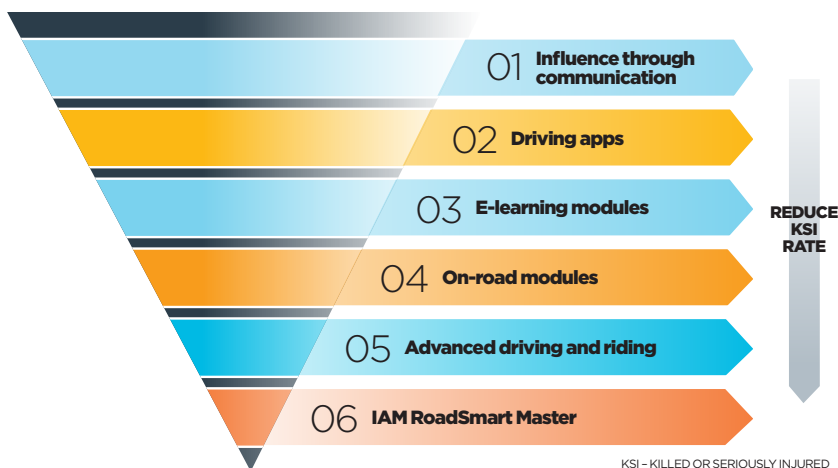 01 Influence through
communication
02 Driving apps
03 E-learning modules
REDUCE
KSI
RATE
04 On-road modules
05 Advanced driving and riding
06 IAM RoadSmart Master
KSI – KILLED OR SERIOUSLY INJURED